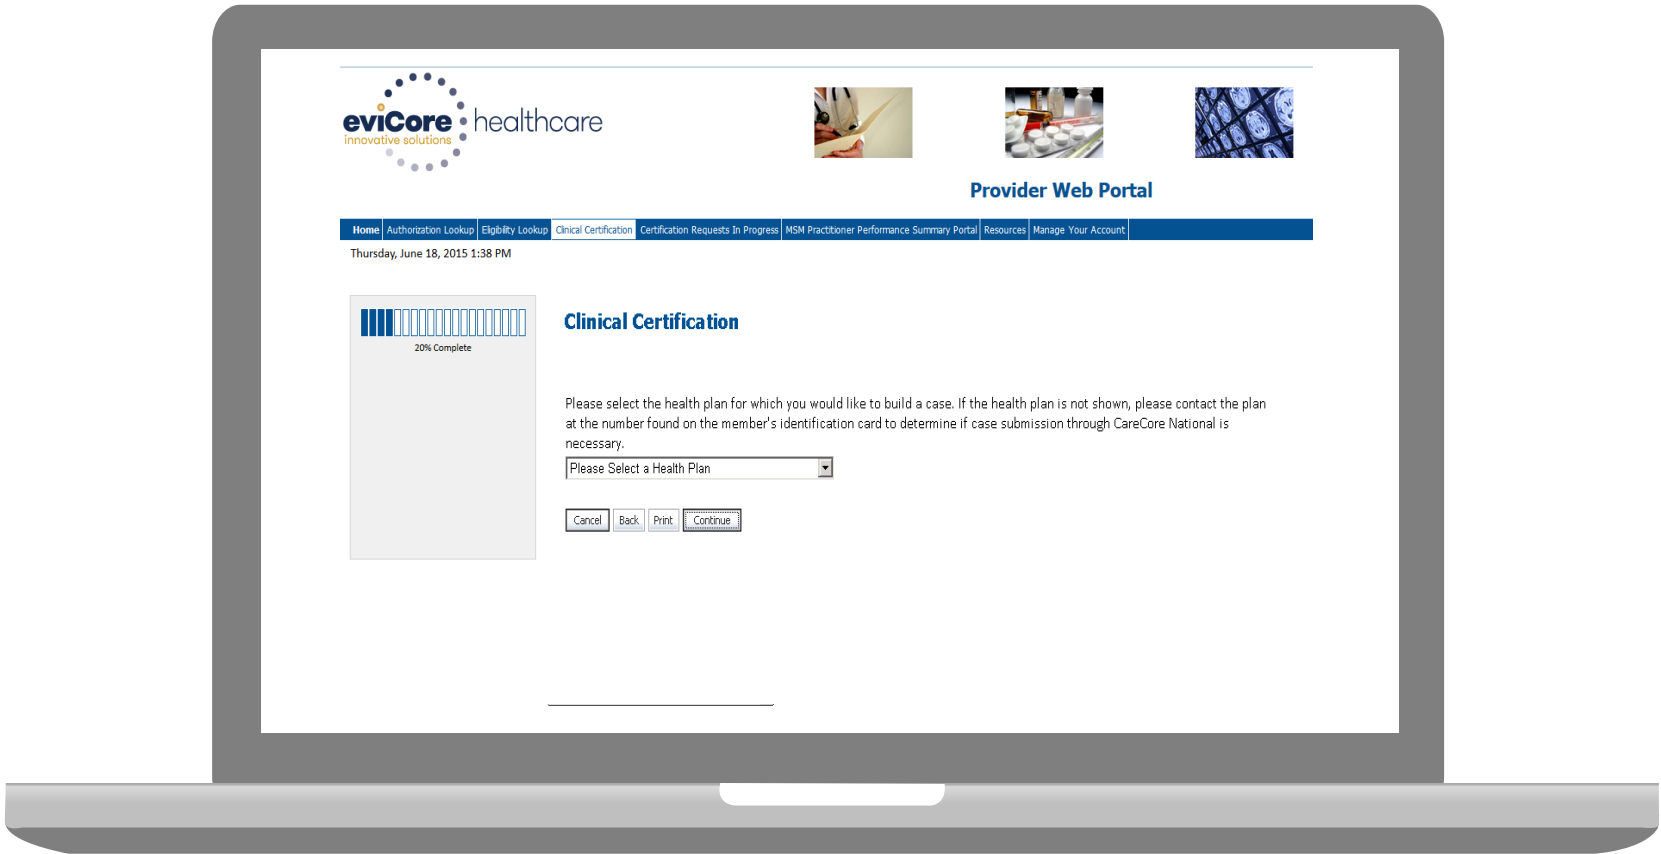 eviCore healthcare
innovative solutions
Provider Web Portal
Home Authorization Lookup Eligibility Lookup Clinical Certification Certification Requests In Progress MSM Practitioner Performance Summary Portal Resources Manage Your Account
Thursday, June 18, 2015 1:38 PM
20% Complete
Clinical Certification
Please select the health plan for which you would like to build a case. If the health plan is not shown, please contact the plan
at the number found on the member's identification card to determine if case submission through CareCore National is
necessary.
Please Select a Health Plan
Cancel Back Print Continue